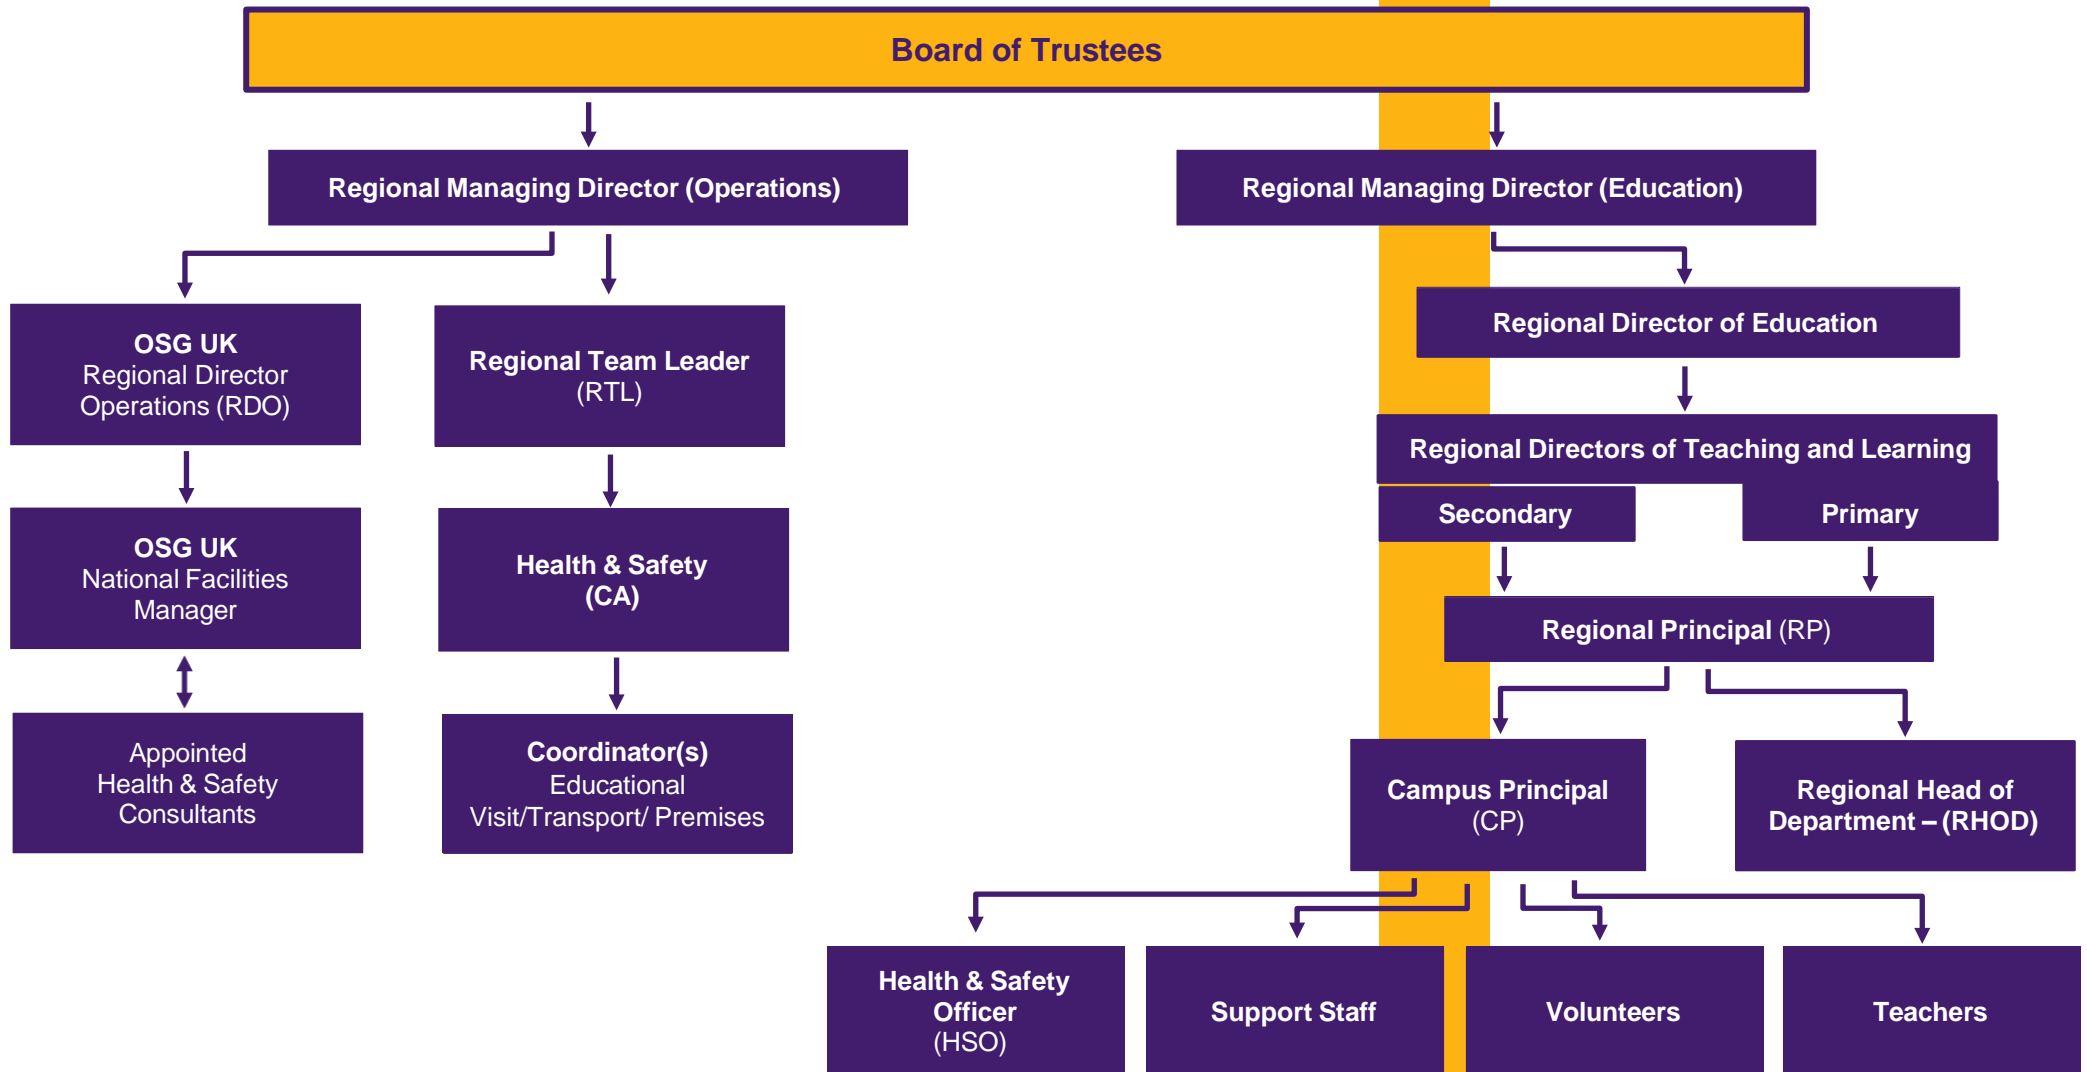 Board of Trustees
Regional Managing Director (Operations)
Regional Managing Director (Education)
OSG UK
Regional Director
Operations (RDO)
Regional Team Leader
(RTL)
Regional Director of Education
Regional Directors of Teaching and Learning
Secondary
Primary
OSG UK
National Facilities
Manager
Health & Safety
(CA)
Regional Principal (RP)
Appointed
Health & Safety
Consultants
Coordinator(s)
Educational
Visit/Transport/ Premises
Campus Principal
(CP)
Regional Head of
Department – (RHOD)
Health & Safety
Officer
(HSO)
Support Staff
Volunteers
Teachers